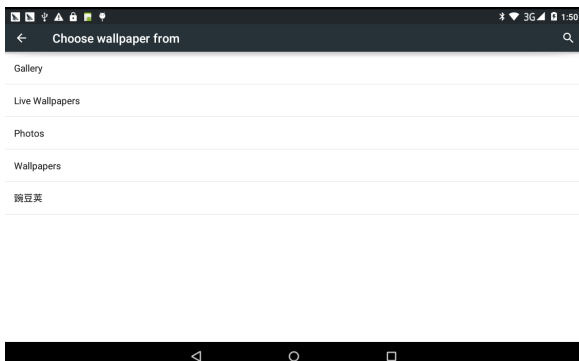 3G 1:50
Choose wallpaper from
Gallery
Live Wallpapers
Photos
Wallpapers
豌豆荚